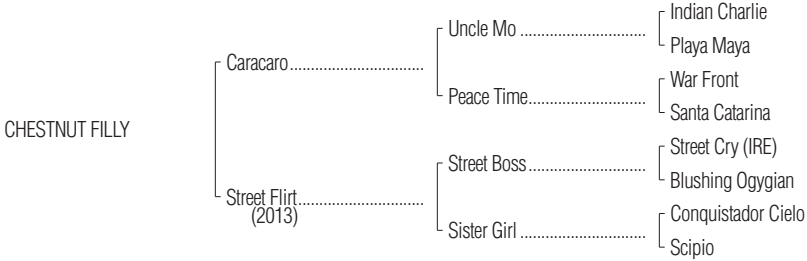 Indian Charlie
Uncle Mo ..............................
Playa Maya
Caracaro................................
War Front
Peace Time............................
Santa Catarina
CHESTNUT FILLY
Street Cry (IRE)
Street Boss............................
Blushing Ogygian
Street Flirt..............................
(2013)
Conquistador Cielo
Sister Girl ..............................
Scipio